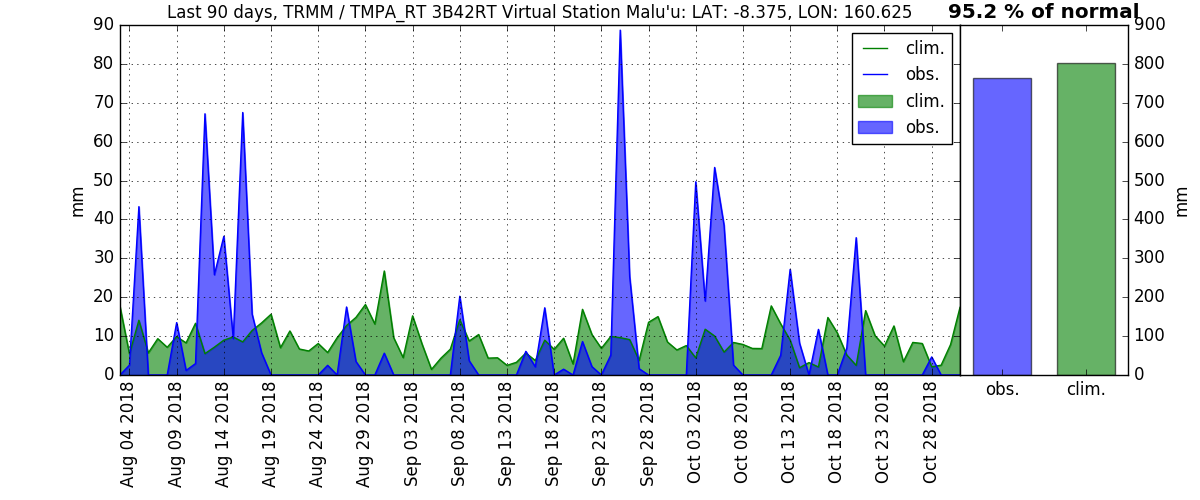 Last 90 days, TRMM / TMPA_RT 3B42RT Virtual Station Malu'u: LAT: -8.375, LON: 160.625
95.2 % of normal
90
80
70
60
50
40
30
20
10
0
mm
clim.
obs.
clim.
obs.
900
800
700
600
500
400
300
200
100
0
mm
obs.
clim.
Aug 04 2018
Aug 09 2018
Aug 14 2018
Aug 19 2018
Aug 24 2018
Aug 29 2018
Sep 03 2018
Sep 08 2018
Sep 13 2018
Sep 18 2018
Sep 23 2018
Sep 28 2018
Oct 03 2018
Oct 08 2018
Oct 13 2018
Oct 18 2018
Oct 23 2018
Oct 28 2018